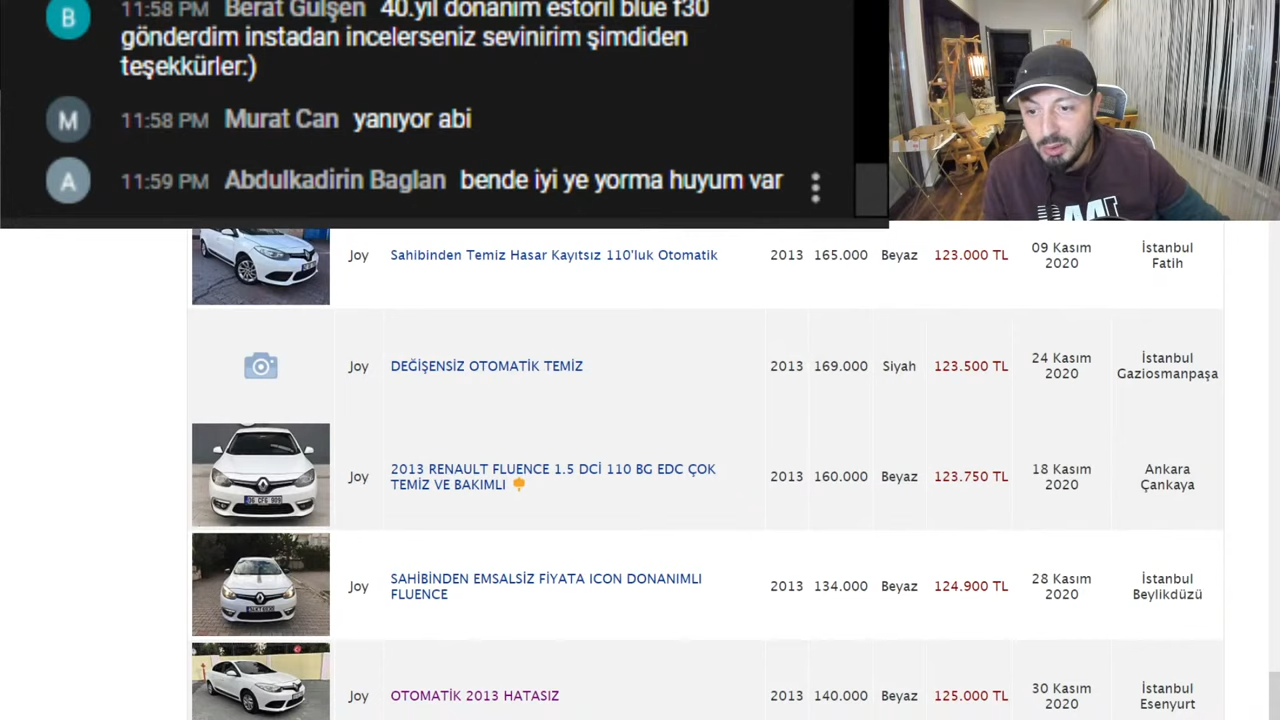 B 11:58 PM Berat Gülşen 40.yıl donanım estoril blue f30
gönderdim instadan incelerseniz sevinirim şimdiden
teşekkürler:)
M 11:58 PM Murat Can yanıyor abi
A 11:59 PM Abdulkadirin Baglan bende iyi ye yorma huyum var
Joy Sahibinden Temiz Hasar Kayıtsız 110'luk Otomatik 2013 165.000 Beyaz 123.000 TL 09 Kasım 2020 İstanbul Fatih
Joy DEĞİŞENSİZ OTOMATİK TEMİZ 2013 169.000 Siyah 123.500 TL 24 Kasım 2020 İstanbul Gaziosmanpaşa
Joy 2013 RENAULT FLUENCE 1.5 DCİ 110 BG EDC ÇOK
TEMİZ VE BAKIMLI 2013 160.000 Beyaz 123.750 TL 18 Kasım 2020 Ankara Çankaya
Joy SAHİBİNDEN EMSALSİZ FİYATA ICON DONANIMLI
FLUENCE 2013 134.000 Beyaz 124.900 TL 28 Kasım 2020 İstanbul Beylikdüzü
Joy OTOMATİK 2013 HATASIZ 2013 140.000 Beyaz 125.000 TL 30 Kasım 2020 İstanbul Esenyurt